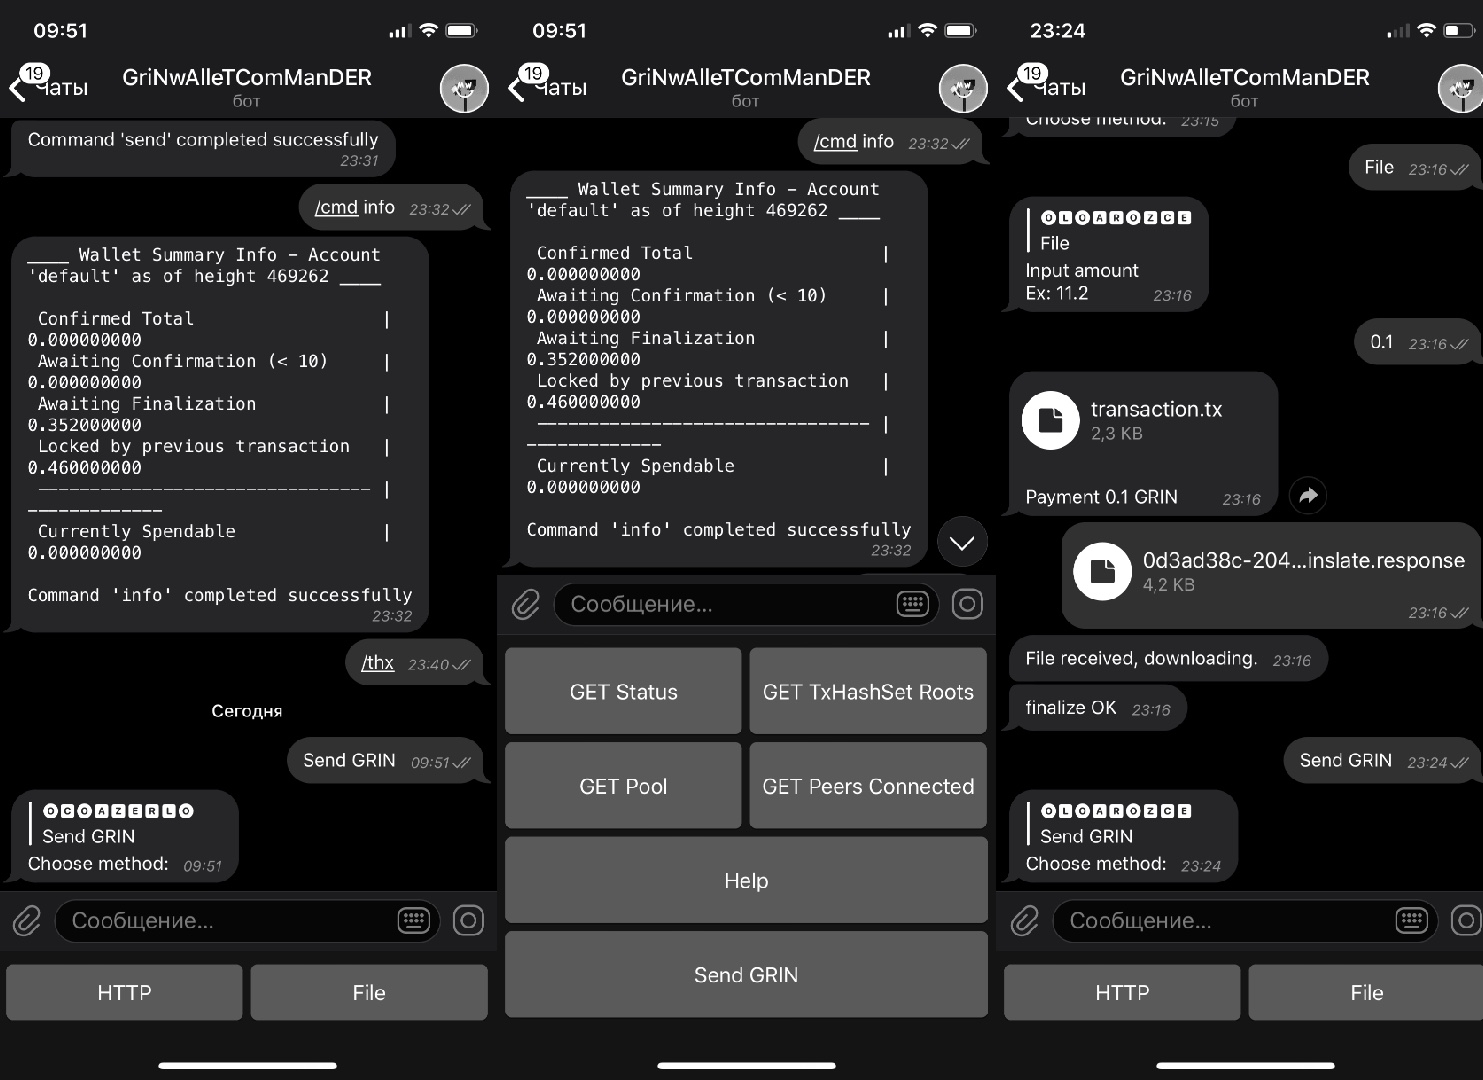 09:51
19
GriNwAlleTComManDER
бот
Command 'send' completed successfully
23:31
/cmd info 23:32
____ Wallet Summary Info - Account
'default' as of height 469262 ____
Confirmed Total |
0.000000000
Awaiting Confirmation (< 10) |
0.000000000
Awaiting Finalization |
0.352000000
Locked by previous transaction |
0.460000000
-------------------------------- |
-------------
Currently Spendable |
0.000000000
Command 'info' completed successfully
23:32
/thx 23:40
Сегодня
Send GRIN 09:51
OCOAZERLO
Send GRIN
Choose method: 09:51
Сообщение...
HTTP
File
09:51
19
GriNwAlleTComManDER
бот
/cmd info 23:32
____ Wallet Summary Info - Account
'default' as of height 469262 ____
Confirmed Total |
0.000000000
Awaiting Confirmation (< 10) |
0.000000000
Awaiting Finalization |
0.352000000
Locked by previous transaction |
0.460000000
-------------------------------- |
-------------
Currently Spendable |
0.000000000
Command 'info' completed successfully
23:32
Сообщение...
GET Status
GET TxHashSet Roots
GET Pool
GET Peers Connected
Help
Send GRIN
23:24
19
GriNwAlleTComManDER
бот
Choose method: 23:15
File 23:16
OLOAROZCE
File
Input amount
Ex: 11.2 23:16
0.1 23:16
transaction.tx
2,3 KB
Payment 0.1 GRIN 23:16
0d3ad38c-204...inslate.response
4,2 KB
23:16
File received, downloading. 23:16
finalize OK 23:16
Send GRIN 23:24
OLOAROZCE
Send GRIN
Choose method: 23:24
Сообщение...
HTTP
File